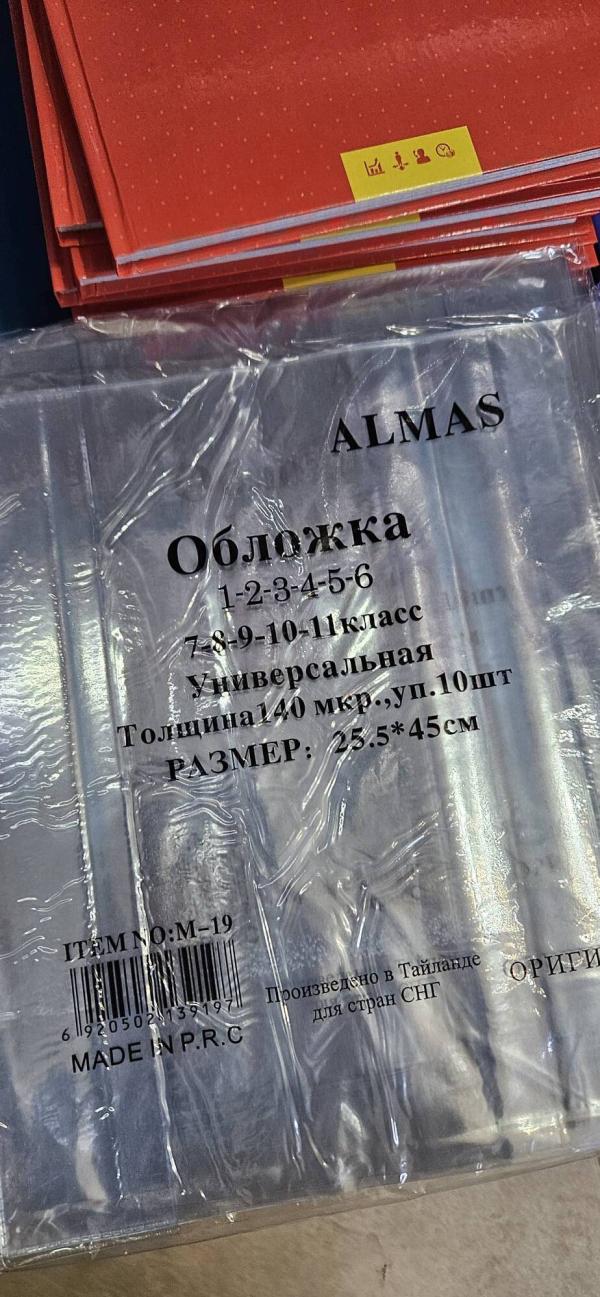 ALMAS
Обложка
1-2-3-4-5-6
7-8-9-10-11класс
Универсальная
Толщина140 мкр.,уп.10шт
РАЗМЕР: 25.5*45см
ITEM NO:M-19
6 920502 139197
MADE IN P.R.C
Произведено в Тайланде
для стран СНГ
ОРИГИ